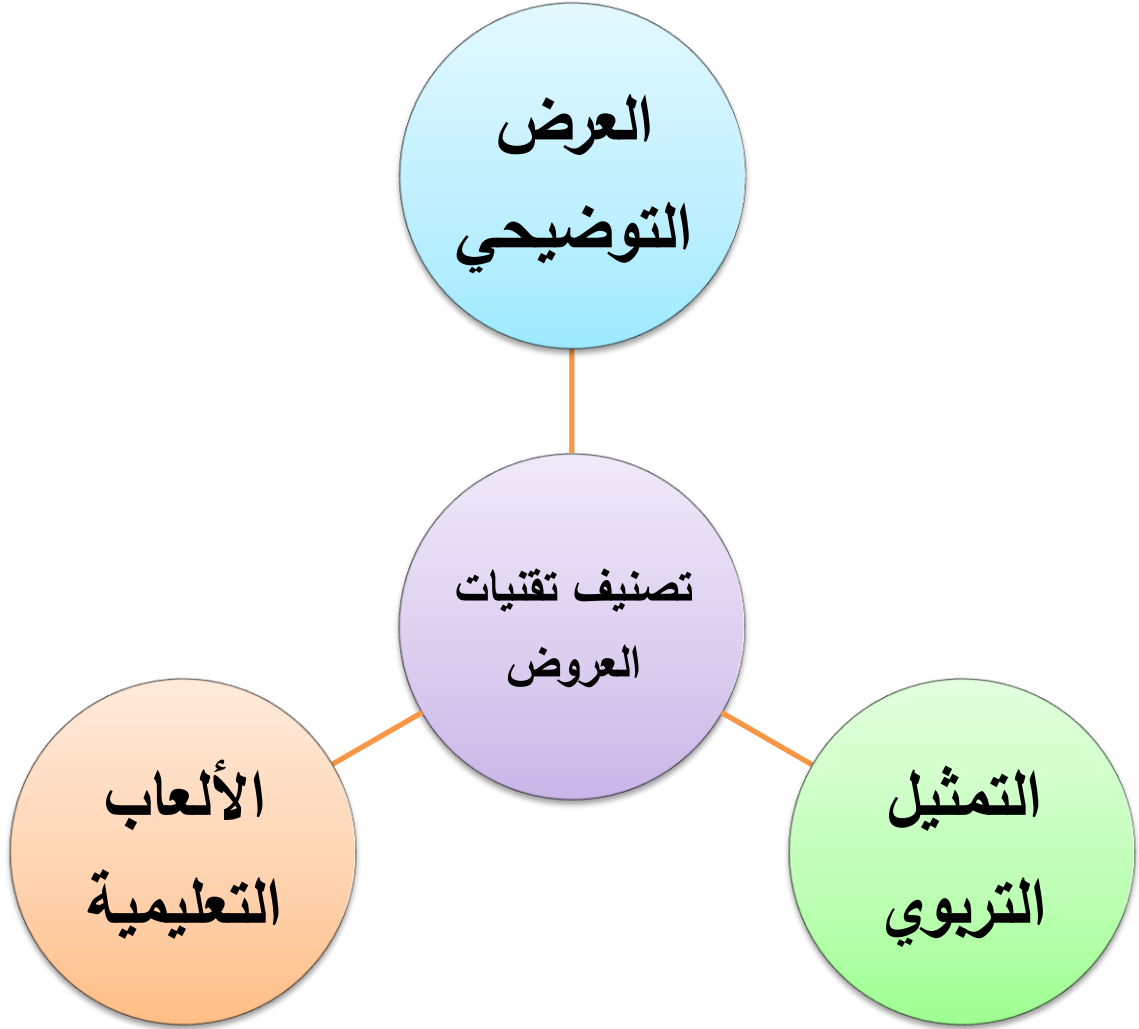 العرض
التوضيحي
تصنيف تقنيات
العروض
التمثيل
التربوي
الألعاب
التعليمية